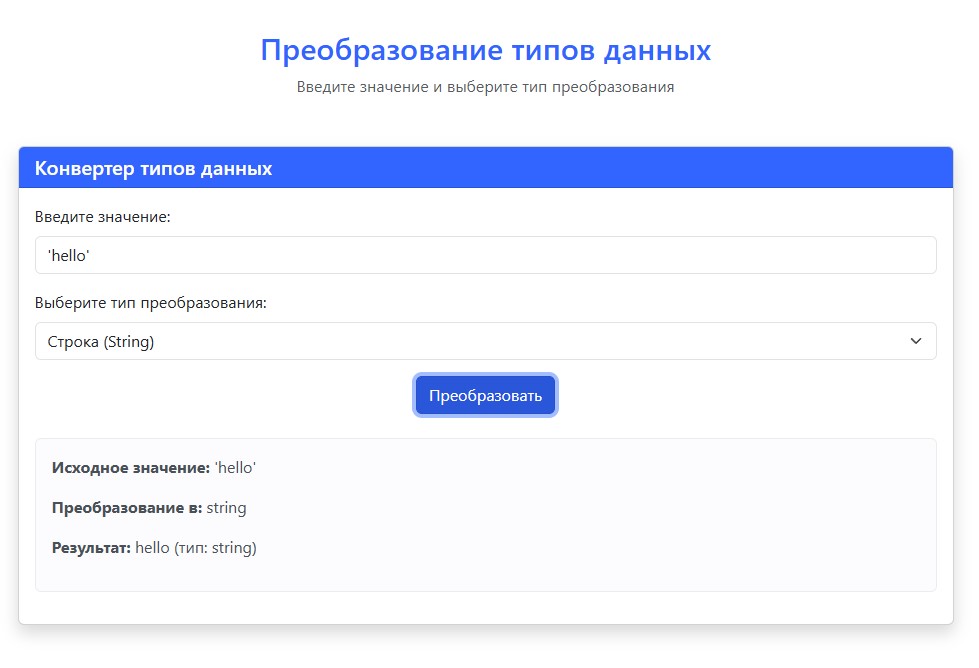 Преобразование типов данных
Введите значение и выберите тип преобразования
Конвертер типов данных
Введите значение:
'hello'
Выберите тип преобразования:
Строка (String)
Преобразовать
Исходное значение: 'hello'
Преобразование в: string
Результат: hello (тип: string)